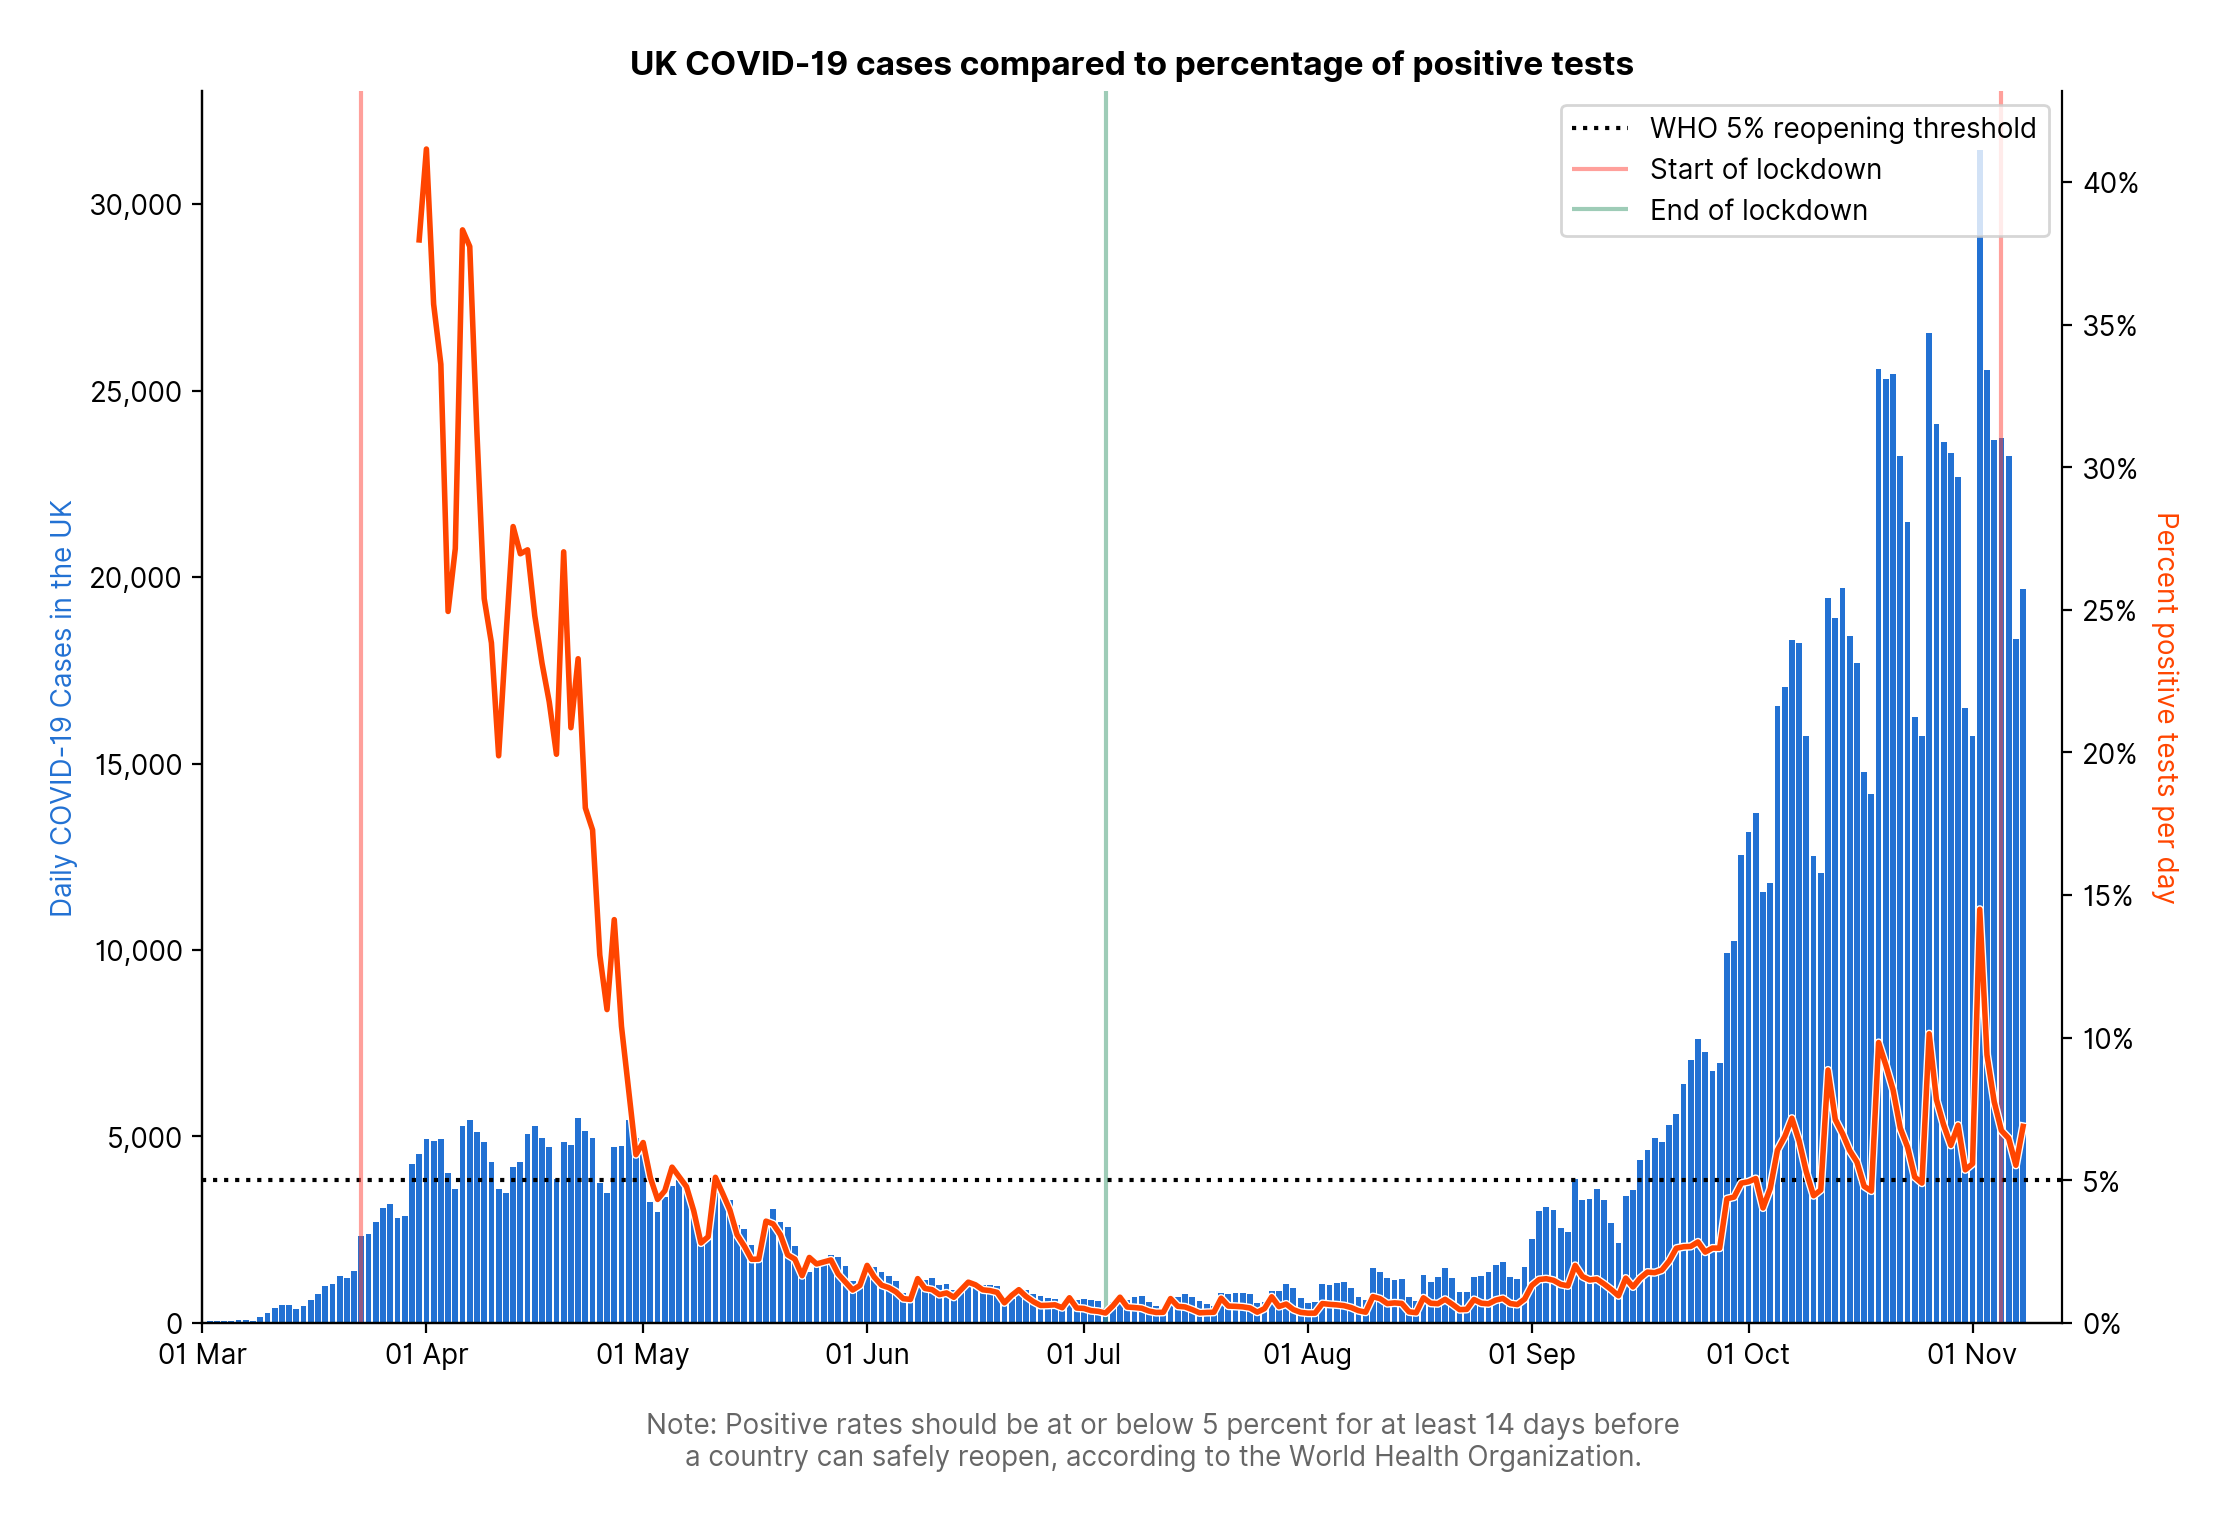 UK COVID-19 cases compared to percentage of positive tests
WHO 5% reopening threshold
Start of lockdown
End of lockdown
Daily COVID-19 Cases in the UK
30,000
25,000
20,000
15,000
10,000
5,000
0
40%
35%
30%
25%
20%
15%
10%
5%
0%
Percent positive tests per day
01 Mar
01 Apr
01 May
01 Jun
01 Jul
01 Aug
01 Sep
01 Oct
01 Nov
Note: Positive rates should be at or below 5 percent for at least 14 days before
a country can safely reopen, according to the World Health Organization.